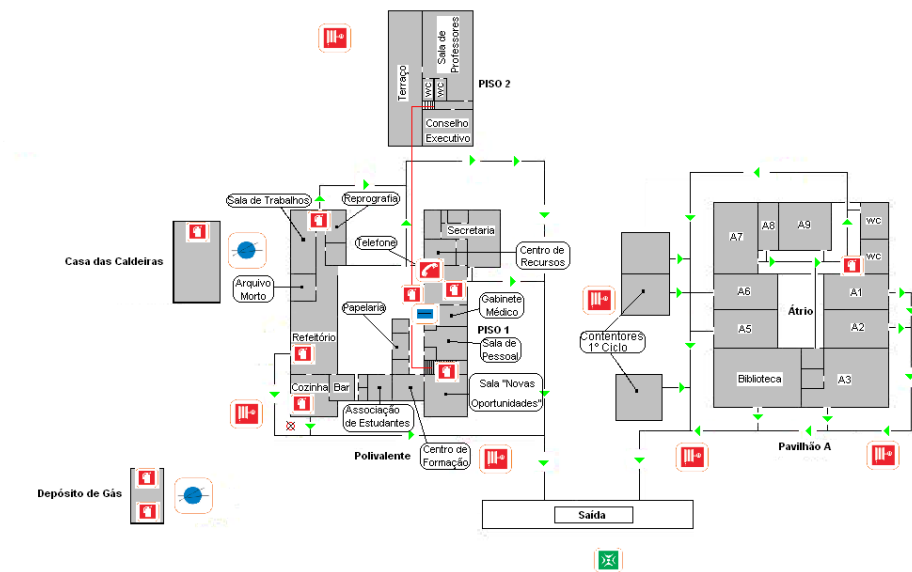 Terraço
Sala de
Professores
WC
WC
PISO 2
Conselho
Executivo
Sala de Trabalhos
Reprografia
Secretaria
Telefone
Centro de
Recursos
Casa das Caldeiras
Arquivo
Morto
Papelaria
Gabinete
Médico
PISO 1
Refeitório
Sala de
Pessoal
Cozinha
Bar
Sala "Novas
Oportunidades"
Associação
de Estudantes
Polivalente
Centro de
Formação
Depósito de Gás
Contentores
1º Ciclo
A7
A8
A9
wc
wc
A6
Átrio
A1
A5
A2
Biblioteca
A3
Pavilhão A
Saída